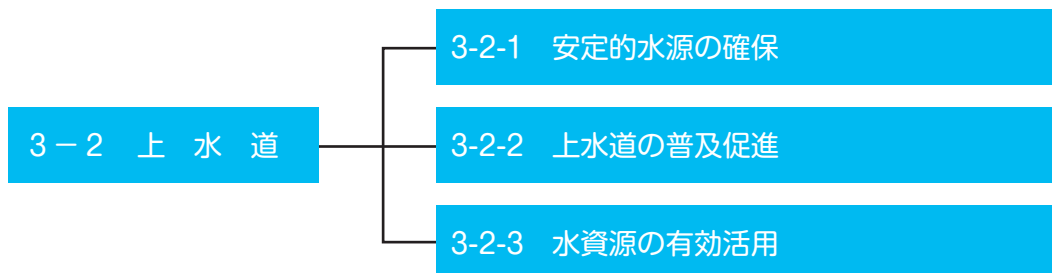 3－2　上　水　道
3-2-1　安定的水源の確保
3-2-2　上水道の普及促進
3-2-3　水資源の有効活用